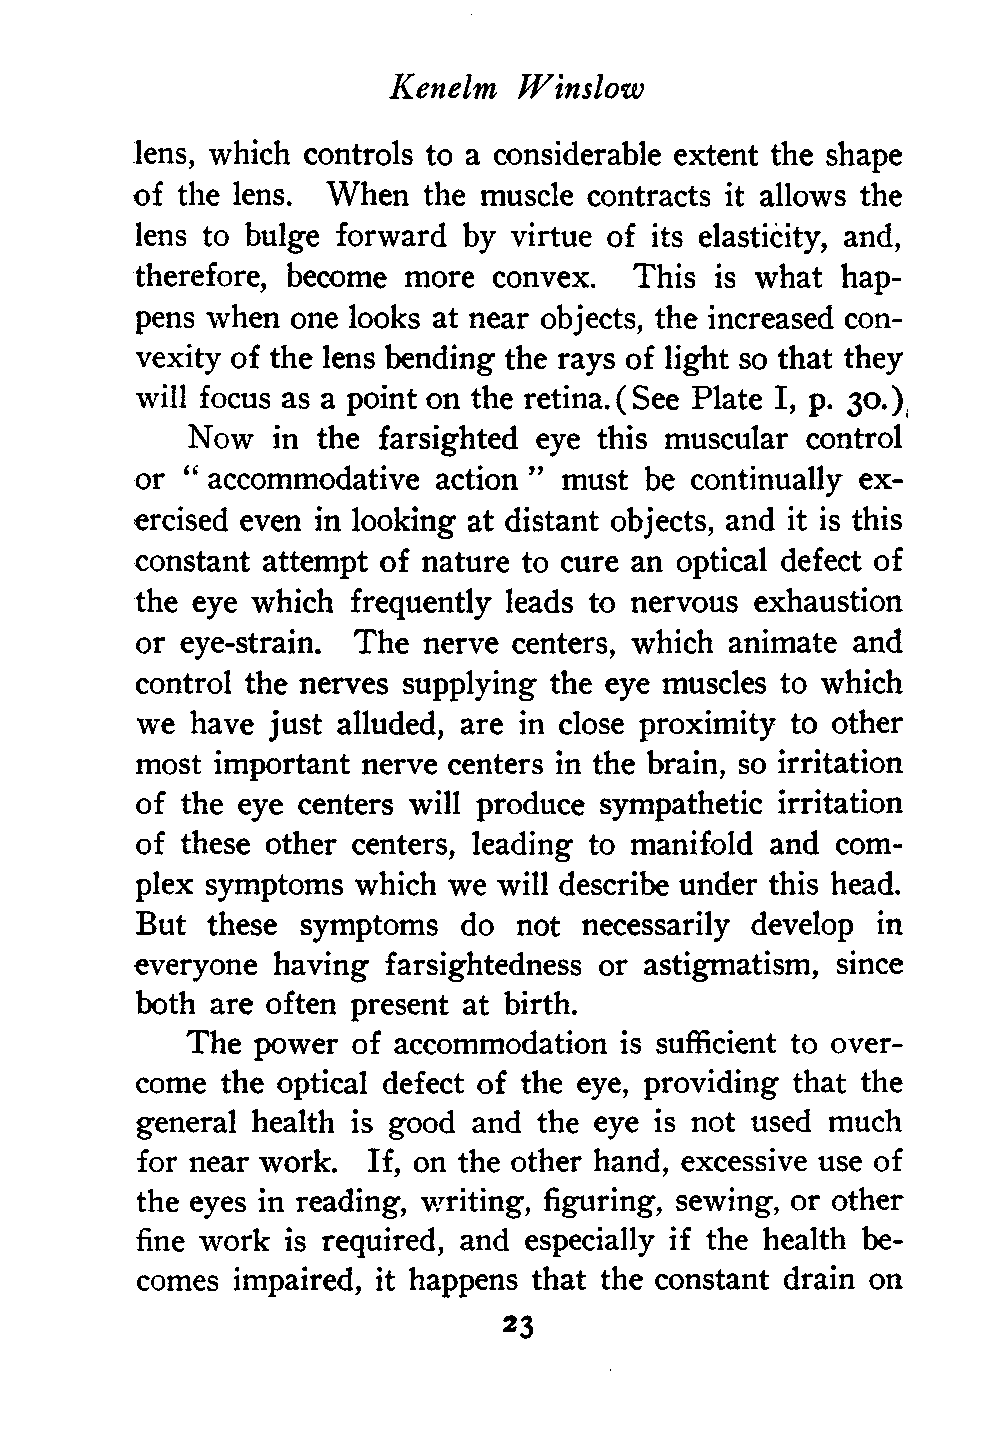 Kenelm Winslow
lens, which controls to a considerable extent the shape
of the lens. When the muscle contracts it allows the
lens to bulge forward by virtue of its elasticity, and,
therefore, become more convex. This is what hap-
pens when one looks at near objects, the increased con-
vexity of the lens bending the rays of light so that they
will focus as a point on the retina. (See Plate I, p. 30.)
Now in the farsighted eye this muscular control
or “ accommodative action ” must be continually ex-
ercised even in looking at distant objects, and it is this
constant attempt of nature to cure an optical defect of
the eye which frequently leads to nervous exhaustion
or eye-strain. The nerve centers, which animate and
control the nerves supplying the eye muscles to which
we have just alluded, are in close proximity to other
most important nerve centers in the brain, so irritation
of the eye centers will produce sympathetic irritation
of these other centers, leading to manifold and com-
plex symptoms which we will describe under this head.
But these symptoms do not necessarily develop in
everyone having farsightedness or astigmatism, since
both are often present at birth.
The power of accommodation is sufficient to over-
come the optical defect of the eye, providing that the
general health is good and the eye is not used much
for near work. If, on the other hand, excessive use of
the eyes in reading, writing, figuring, sewing, or other
fine work is required, and especially if the health be-
comes impaired, it happens that the constant drain on
23